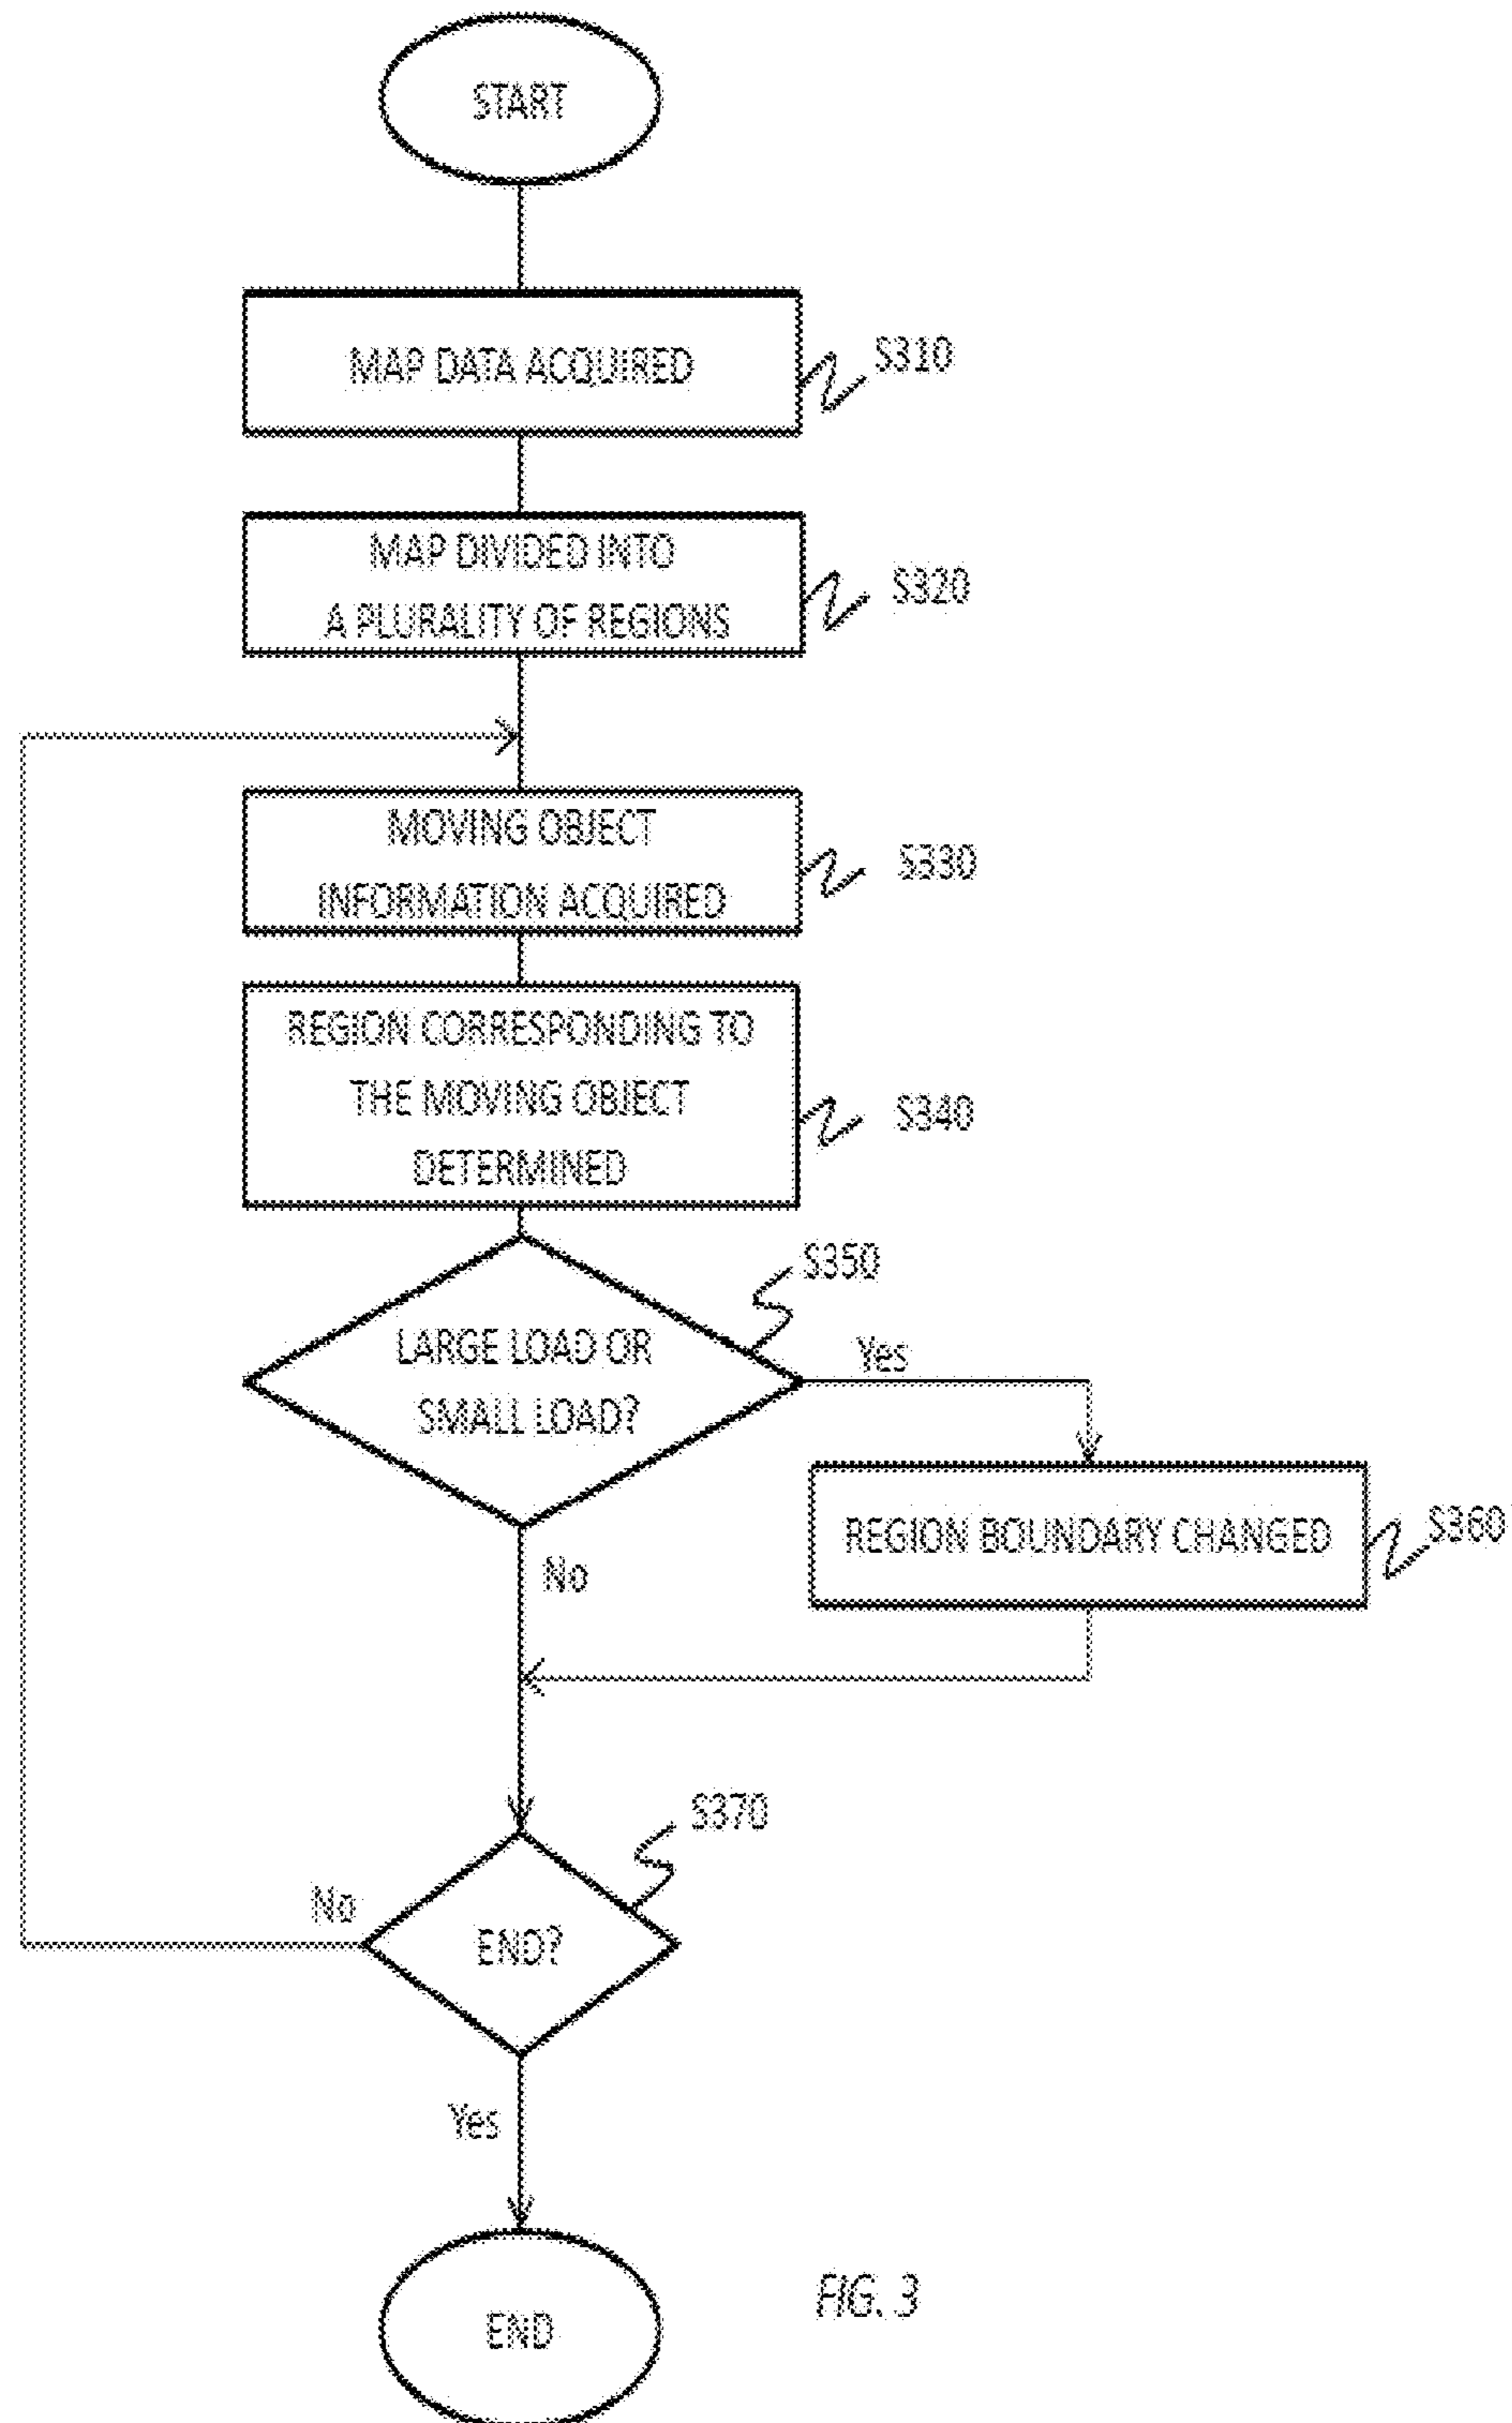 START
MAP DATA ACQUIRED
S310
MAP DIVIDED INTO
A PLURALITY OF REGIONS
S320
MOVING OBJECT
INFORMATION ACQUIRED
S330
REGION CORRESPONDING TO
THE MOVING OBJECT
DETERMINED
S340
S350
LARGE LOAD OR
SMALL LOAD?
Yes
REGION BOUNDARY CHANGED
S360
No
S370
No
END?
Yes
FIG. 3
END